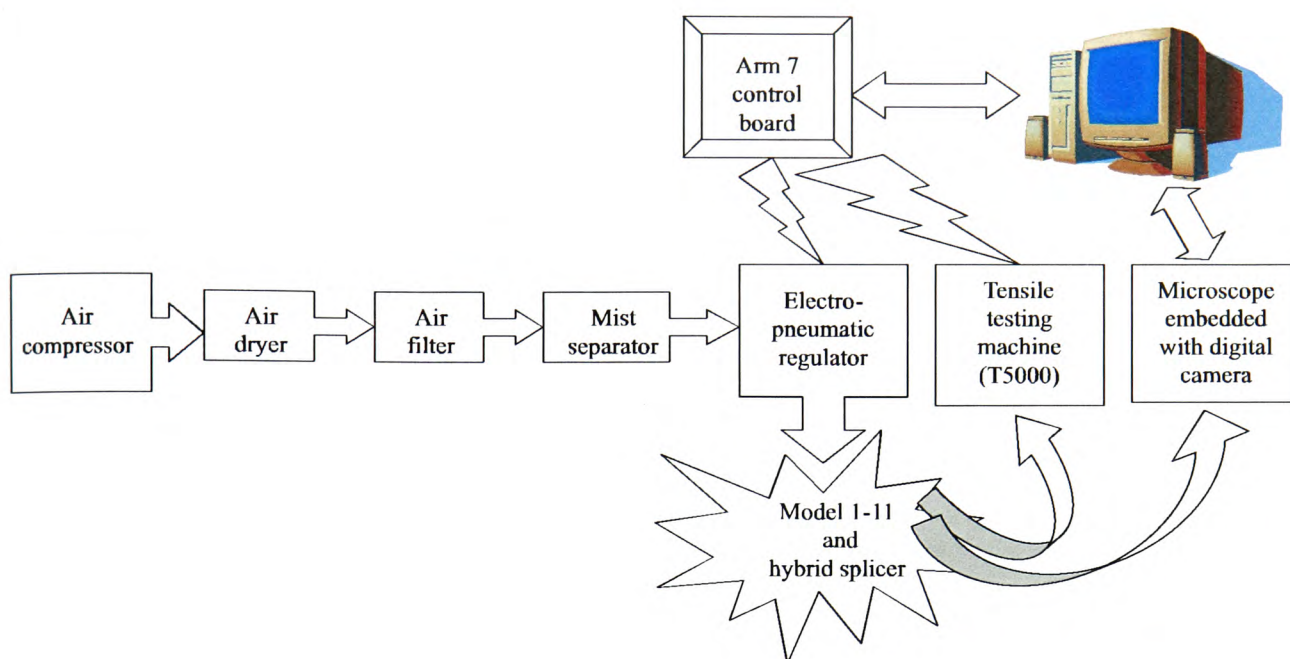 Arm 7
control
board
Air
compressor
Air
dryer
Air
filter
Mist
separator
Electro-
pneumatic
regulator
Tensile
testing
machine
(T5000)
Microscope
embedded
with digital
camera
Model 1-11
and
hybrid splicer